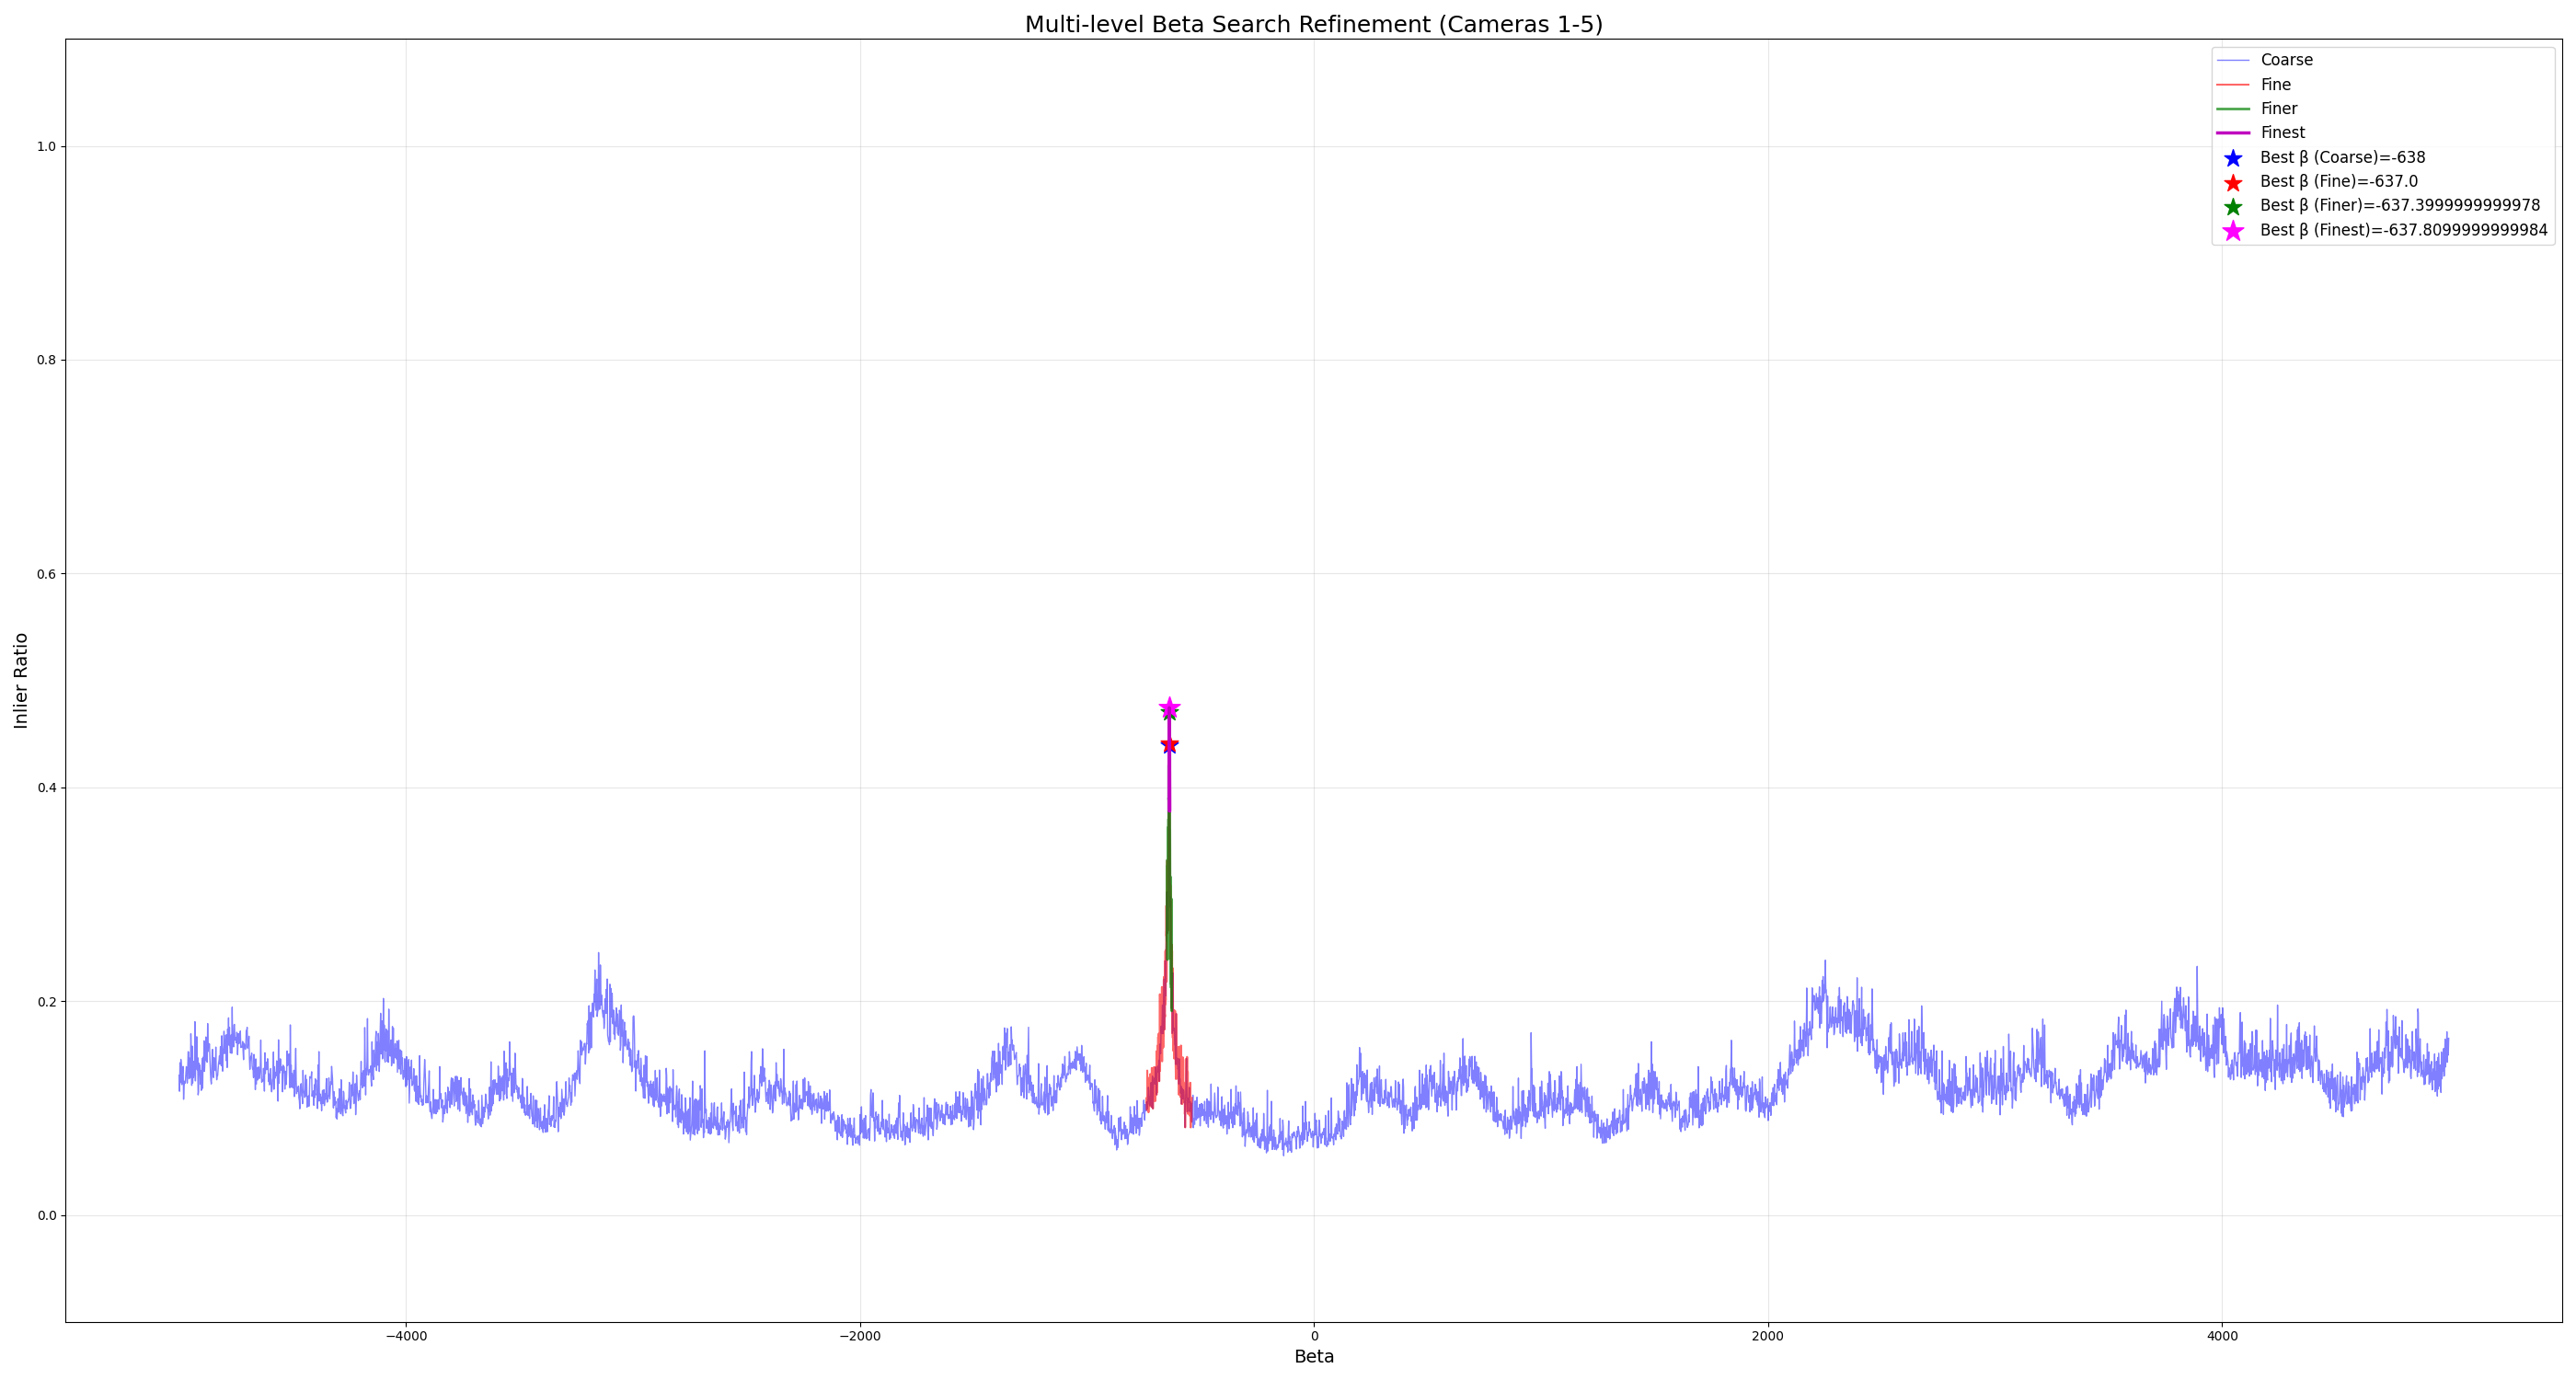 Multi-level Beta Search Refinement (Cameras 1-5)
Coarse
Fine
Finer
Finest
Best β (Coarse)=-638
Best β (Fine)=-637.0
Best β (Finer)=-637.3999999999978
Best β (Finest)=-637.8099999999984
Inlier Ratio
1.0
0.8
0.6
0.4
0.2
0.0
−4000
−2000
0
2000
4000
Beta